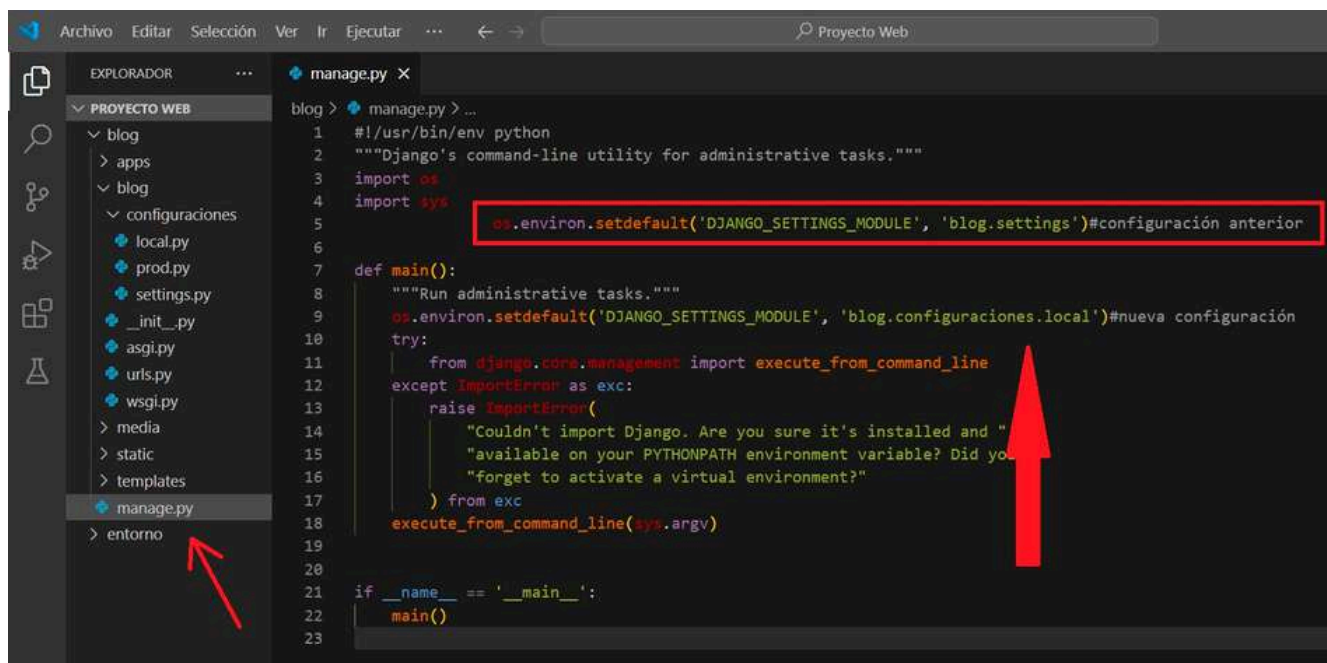 Archivo Editar Selección Ver Ir Ejecutar ··· ← → Proyecto Web
EXPLORADOR ···
PROYECTO WEB
blog
apps
blog
configuraciones
local.py
prod.py
settings.py
__init__.py
asgi.py
urls.py
wsgi.py
media
static
templates
manage.py
entorno
manage.py ×
blog > manage.py > ...
1 #!/usr/bin/env python
2 """Django's command-line utility for administrative tasks."""
3 import os
4 import sys
5 os.environ.setdefault('DJANGO_SETTINGS_MODULE', 'blog.settings')#configuración anterior
6
7 def main():
8 """Run administrative tasks."""
9 os.environ.setdefault('DJANGO_SETTINGS_MODULE', 'blog.configuraciones.local')#nueva configuración
10 try:
11 from django.core.management import execute_from_command_line
12 except ImportError as exc:
13 raise ImportError(
14 "Couldn't import Django. Are you sure it's installed and "
15 "available on your PYTHONPATH environment variable? Did
16 "forget to activate a virtual environment?"
17 ) from exc
18 execute_from_command_line(sys.argv)
19
20
21 if __name__ == '__main__':
22 main()
23